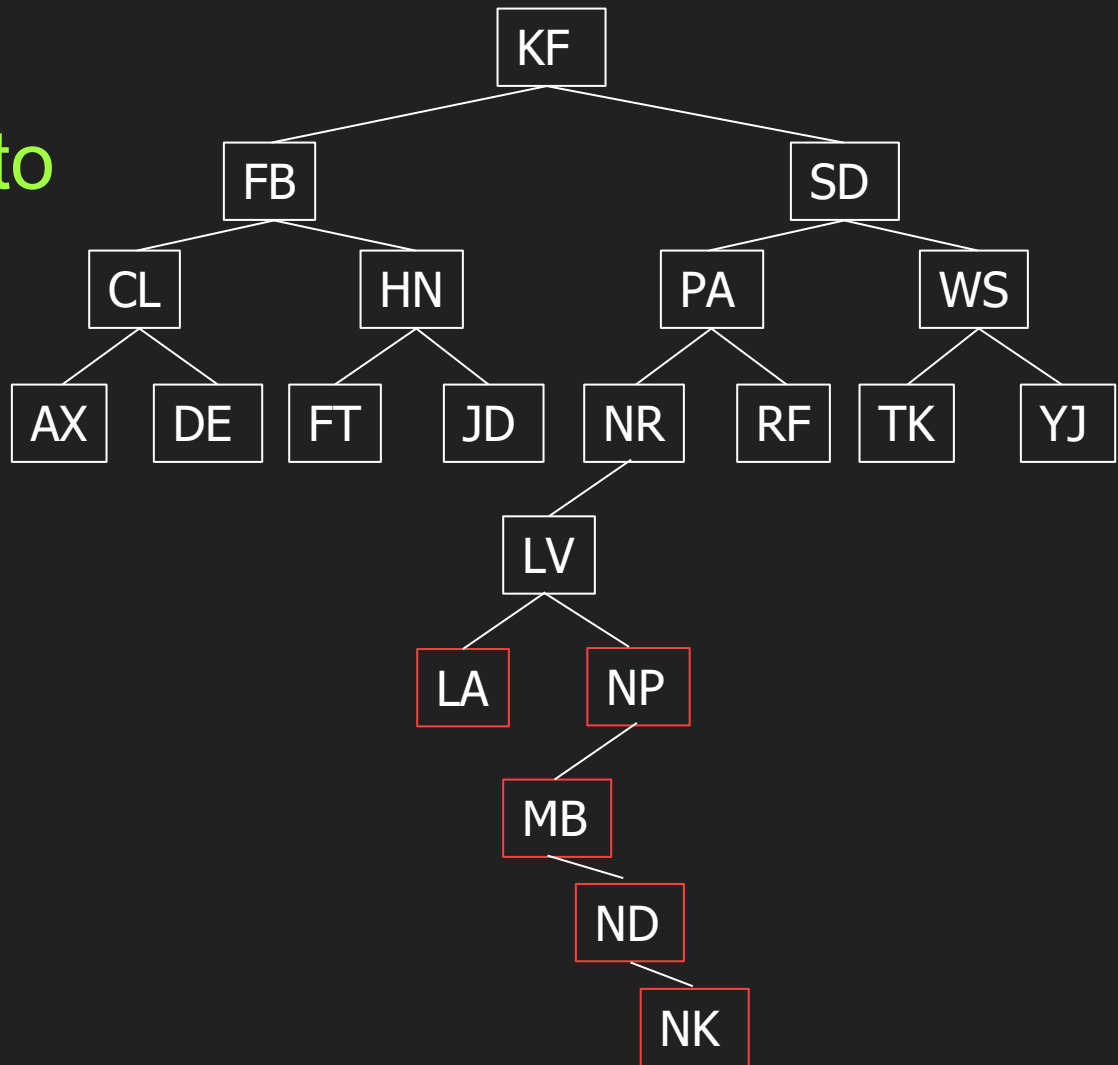 KF
to
FB SD
CL HN PA WS
AX DE FT JD NR RF TK YJ
LV
LA NP
MB
ND
NK